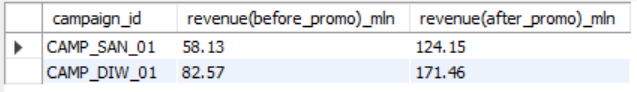 campaign_id revenue(before_promo)_mln revenue(after_promo)_mln
CAMP_SAN_01 58.13 124.15
CAMP_DIW_01 82.57 171.46